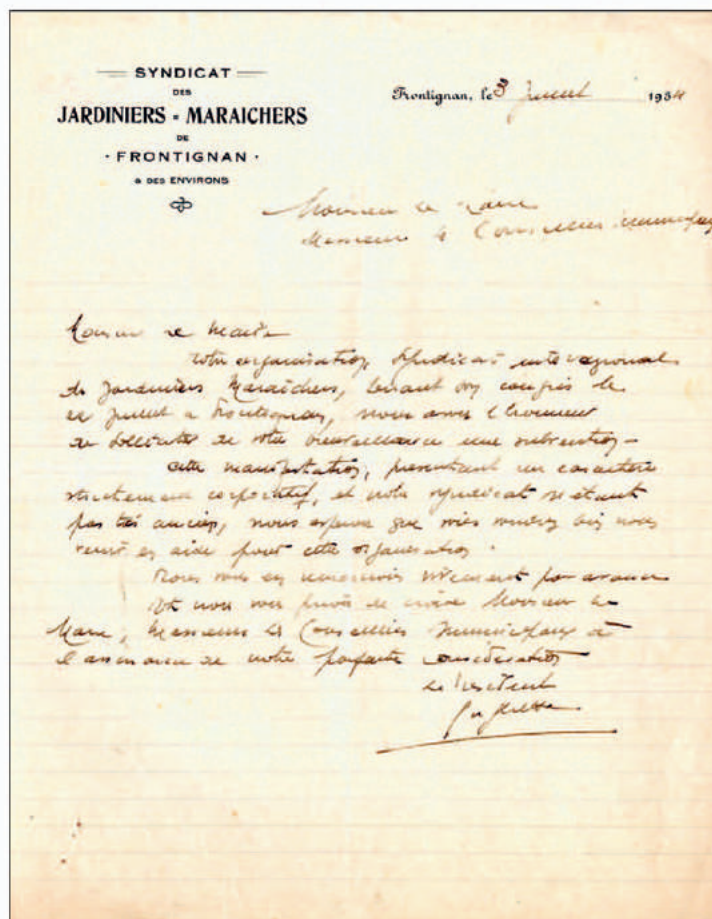 SYNDICAT
DES
JARDINIERS - MARAICHERS
DE
· FRONTIGNAN ·
& DES ENVIRONS
Frontignan, le 3 Juillet 1934
Monsieur le Maire
Messieurs les Conseillers municipaux
Monsieur le Maire
Notre organisation, Syndicat interregional
de Jardiniers Maraîchers, tenant son congrès le
Juillet a Frontignan, nous avons l'honneur
de solliciter de votre bienveillance une subvention -
Cette manifestation, présentant un caractère
strictement corporatif, et notre syndicat n'étant
pas très ancien, nous espérons que vous voudrez bien nous
venir en aide pour cette organisation.
Nous vous en remercions vivement par avance
Et nous vous prions de croire Monsieur le
Maire, Messieurs les Conseillers Municipaux à
l'assurance de notre parfaite considération
Le Président